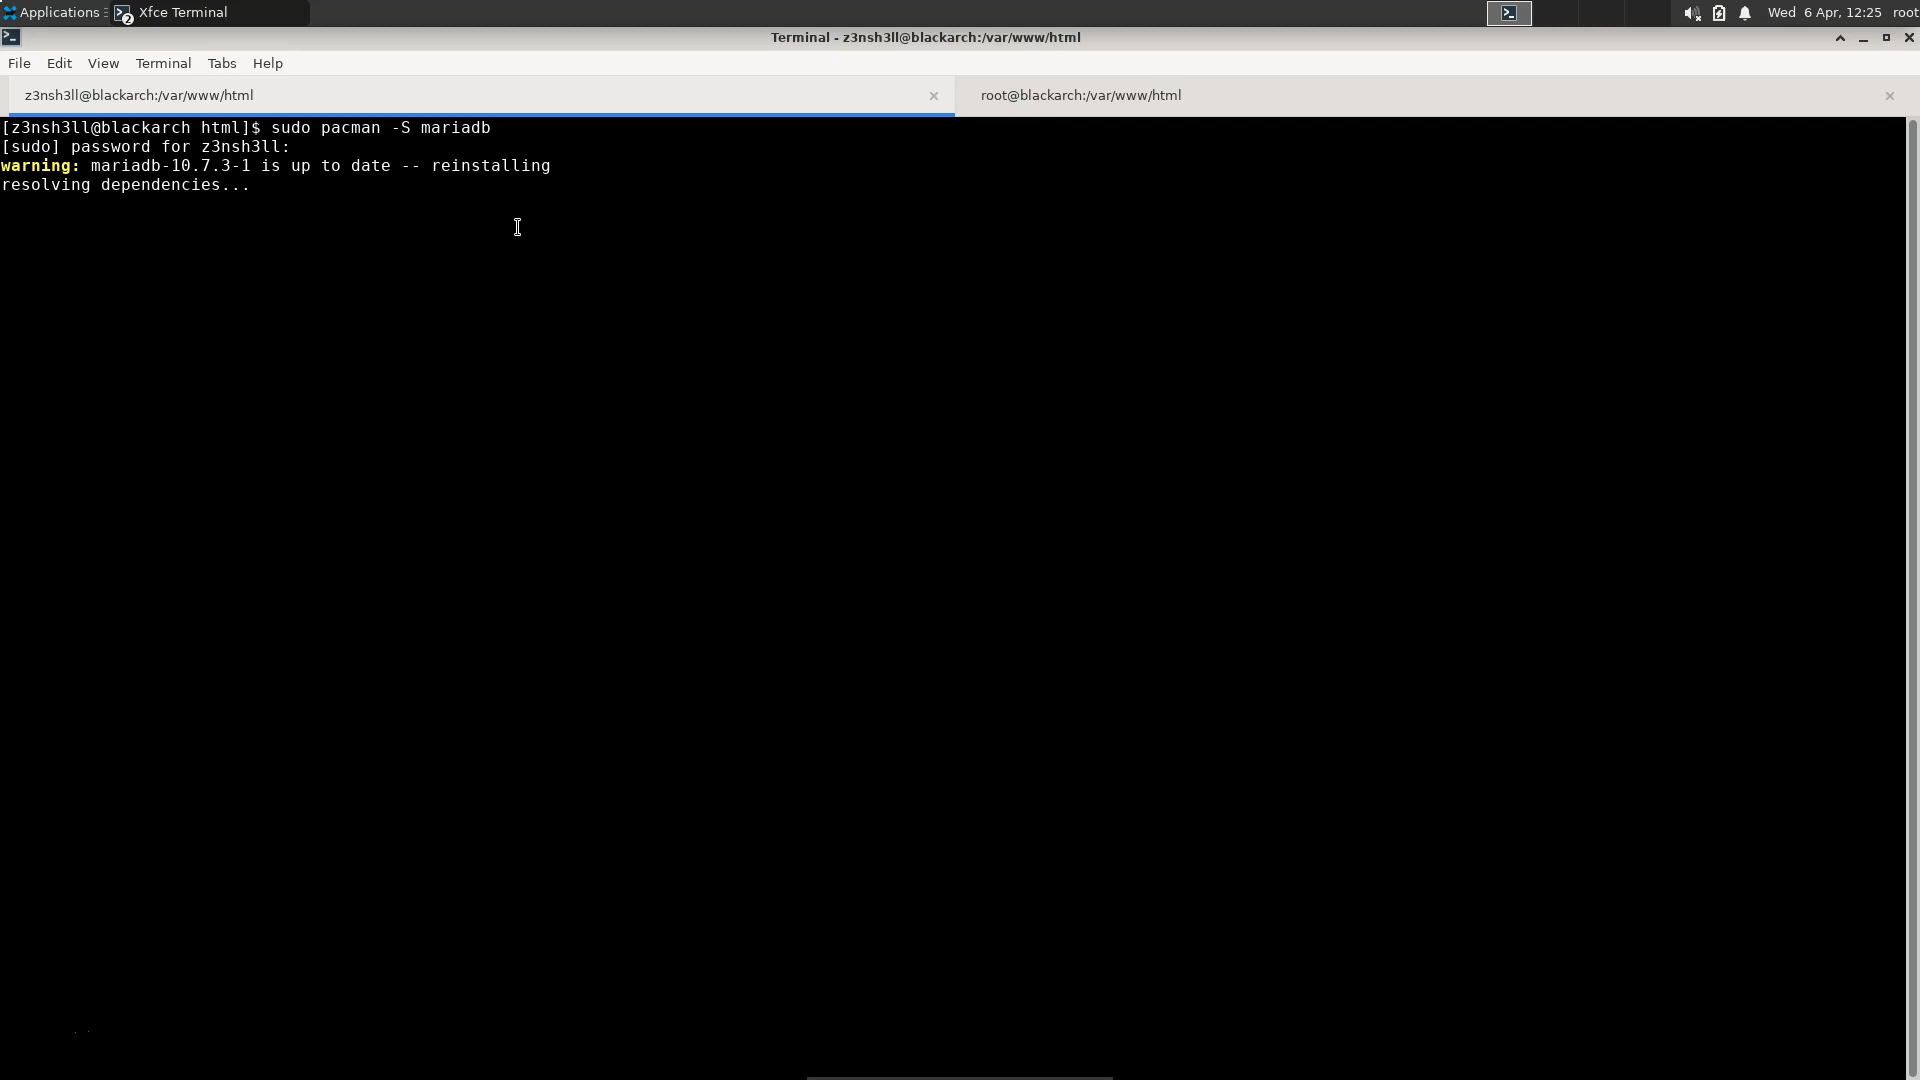 Applications Xfce Terminal Wed 6 Apr, 12:25 root
Terminal - z3nsh3ll@blackarch:/var/www/html
File Edit View Terminal Tabs Help
z3nsh3ll@blackarch:/var/www/html root@blackarch:/var/www/html
[z3nsh3ll@blackarch html]$ sudo pacman -S mariadb
[sudo] password for z3nsh3ll:
warning: mariadb-10.7.3-1 is up to date -- reinstalling
resolving dependencies...